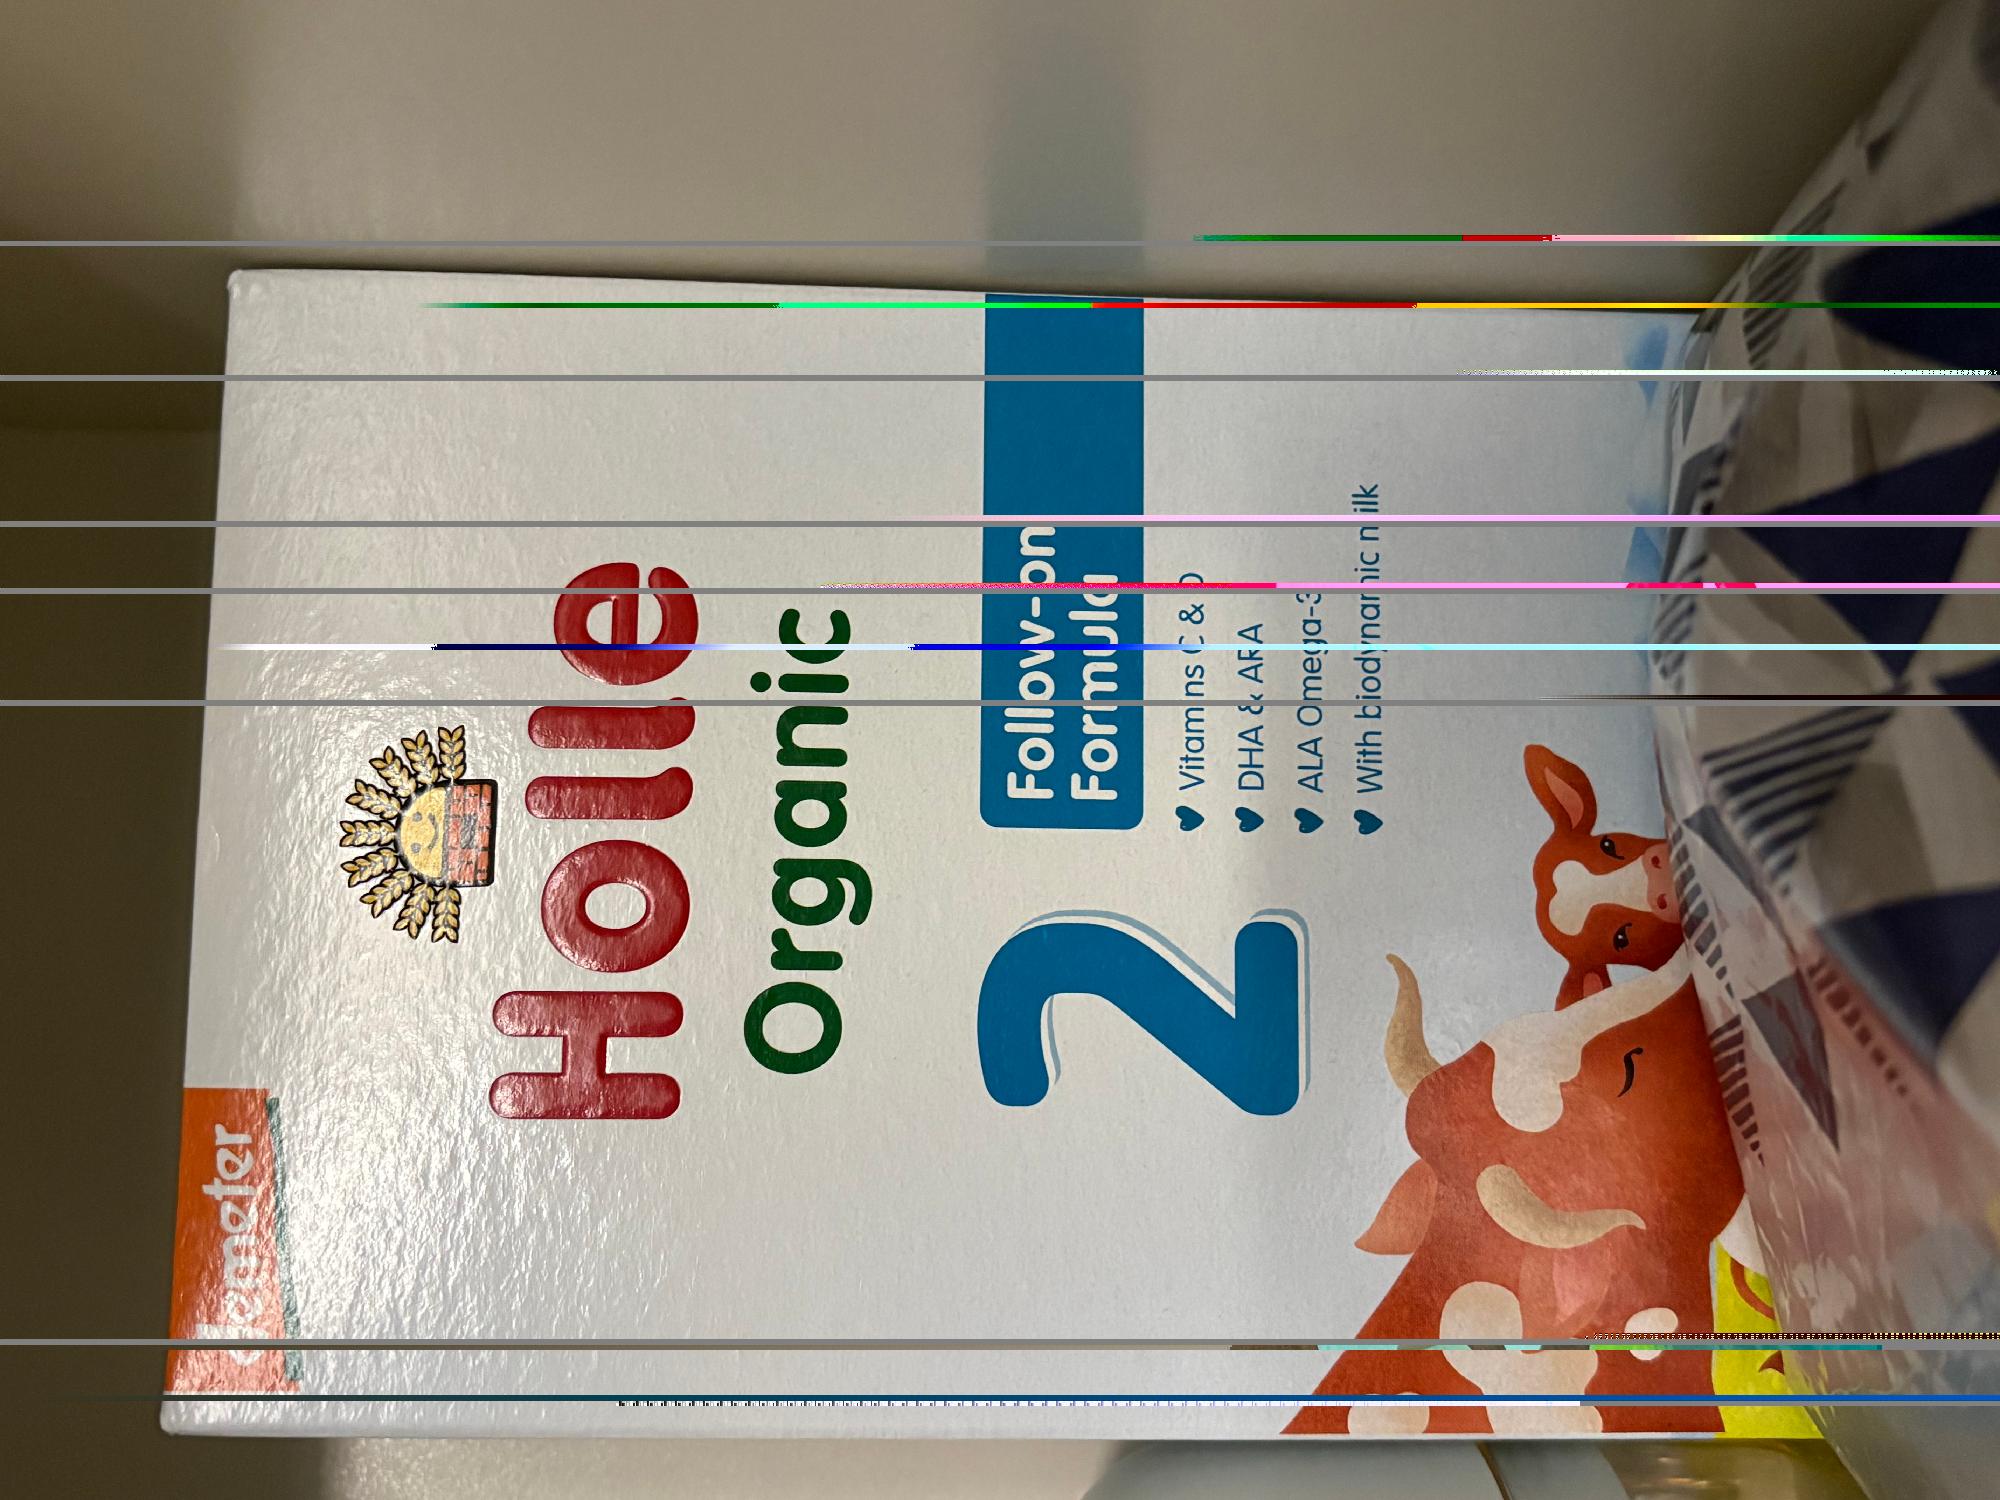 demeter
Holle
Organic
2
Follow-on
Formula
Vitamins C & D
DHA & ARA
ALA Omega-3
With biodynamic milk